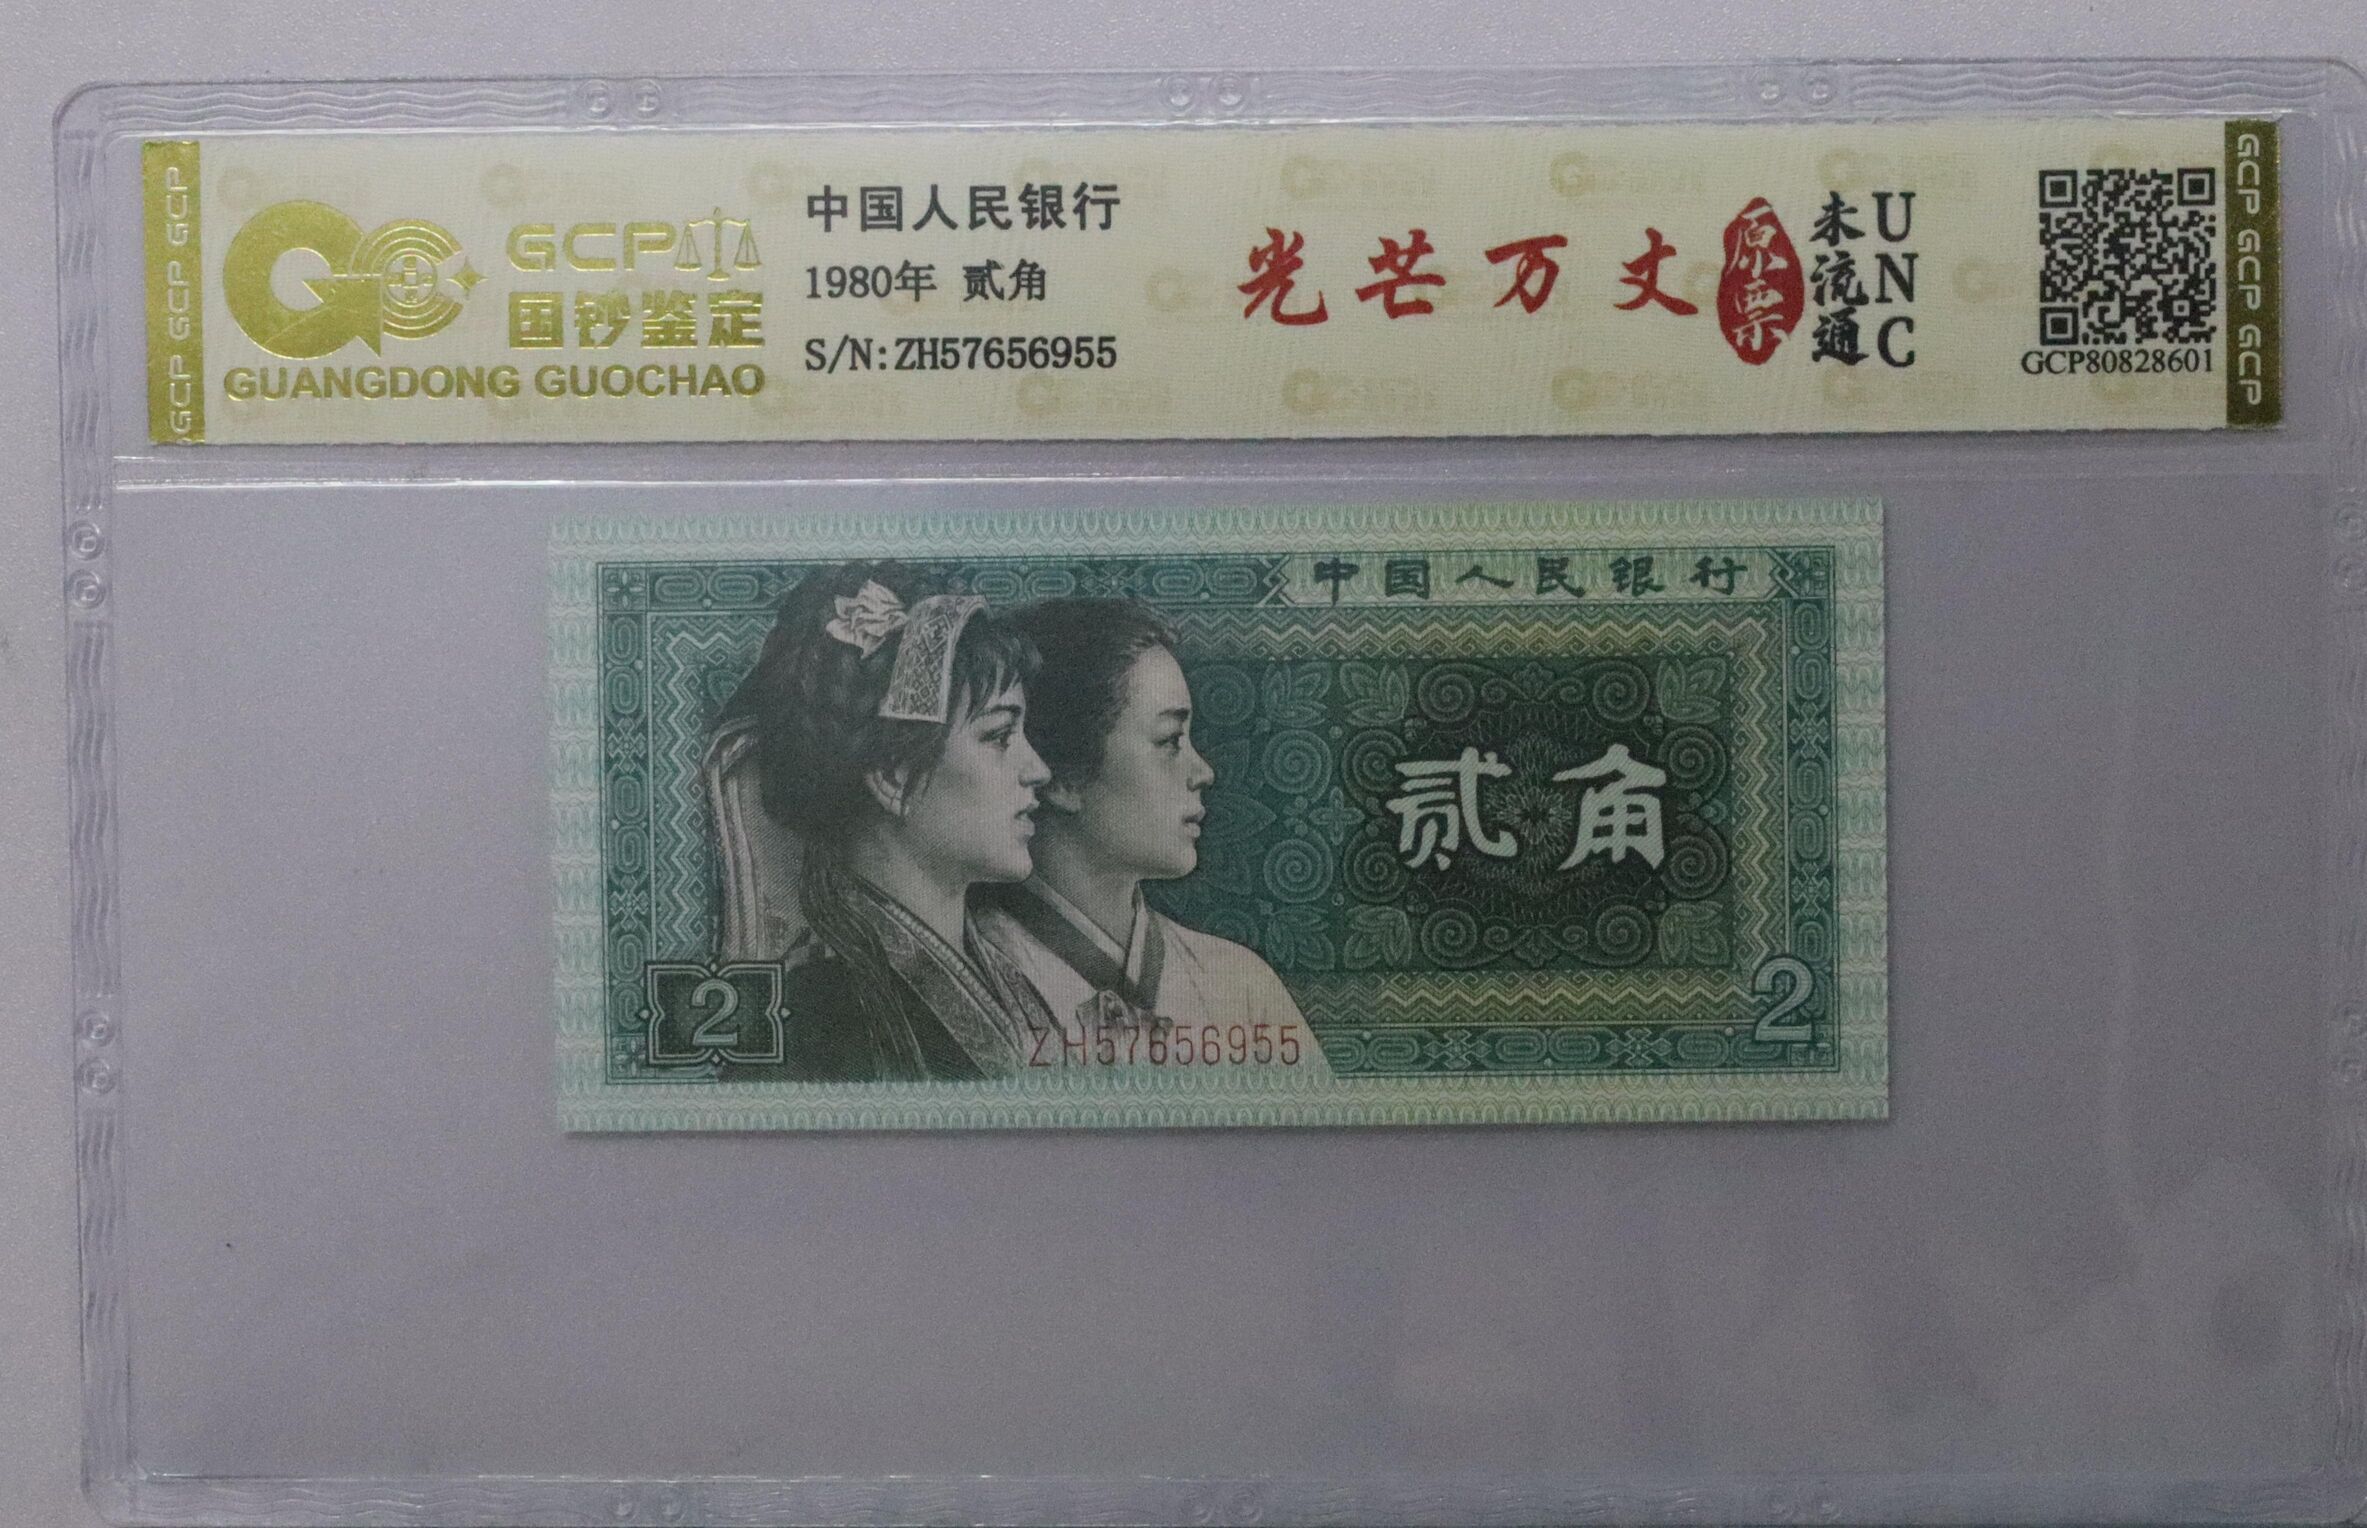 GCP GCP GCP
GCP
国钞鉴定
GUANGDONG GUOCHAO
中国人民银行
1980年 贰角
S/N:ZH57656955
光芒万丈
原票
未流通
UNC
GCP80828601
GCP GCP GCP
中国人民银行
贰角
2
2
ZH57656955